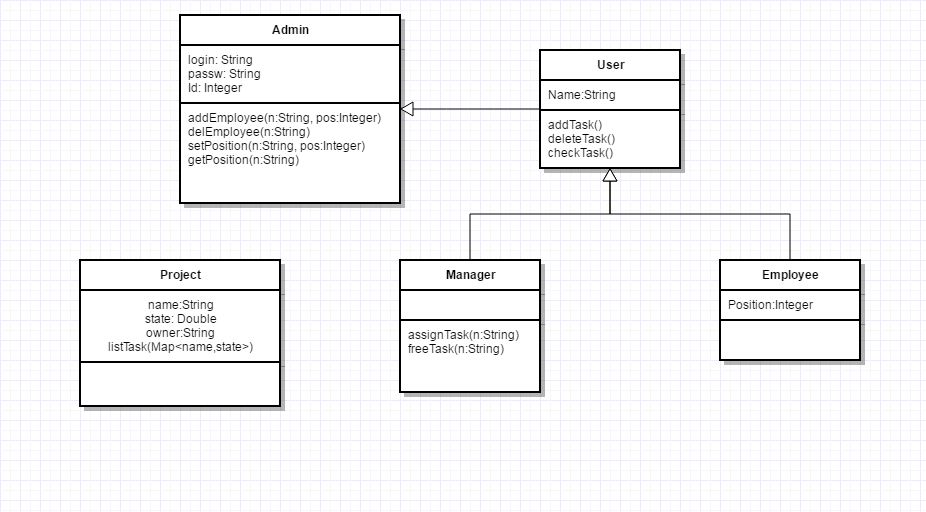 Admin
login: String
passw: String
Id: Integer
addEmployee(n:String, pos:Integer)
delEmployee(n:String)
setPosition(n:String, pos:Integer)
getPosition(n:String)
User
Name:String
addTask()
deleteTask()
checkTask()
Project
name:String
state: Double
owner:String
listTask(Map<name,state>)
Manager
assignTask(n:String)
freeTask(n:String)
Employee
Position:Integer